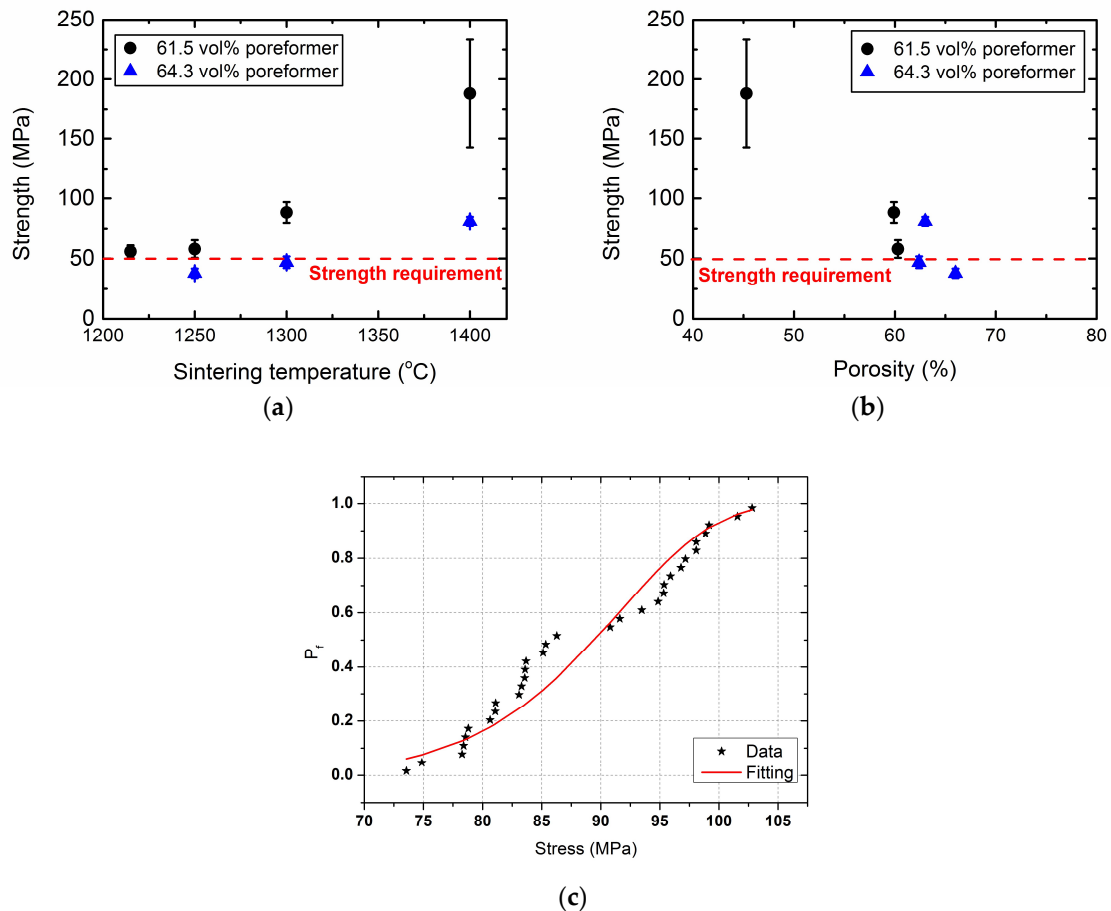 250
200
150
100
50
0
Strength (MPa)
61.5 vol% poreformer
64.3 vol% poreformer
Strength requirement
1200 1250 1300 1350 1400
Sintering temperature (°C)
(a)
250
200
150
100
50
0
Strength (MPa)
61.5 vol% poreformer
64.3 vol% poreformer
Strength requirement
40 50 60 70 80
Porosity (%)
(b)
1.0
0.8
0.6
0.4
0.2
0.0
Pf
Data
Fitting
70 75 80 85 90 95 100 105
Stress (MPa)
(c)